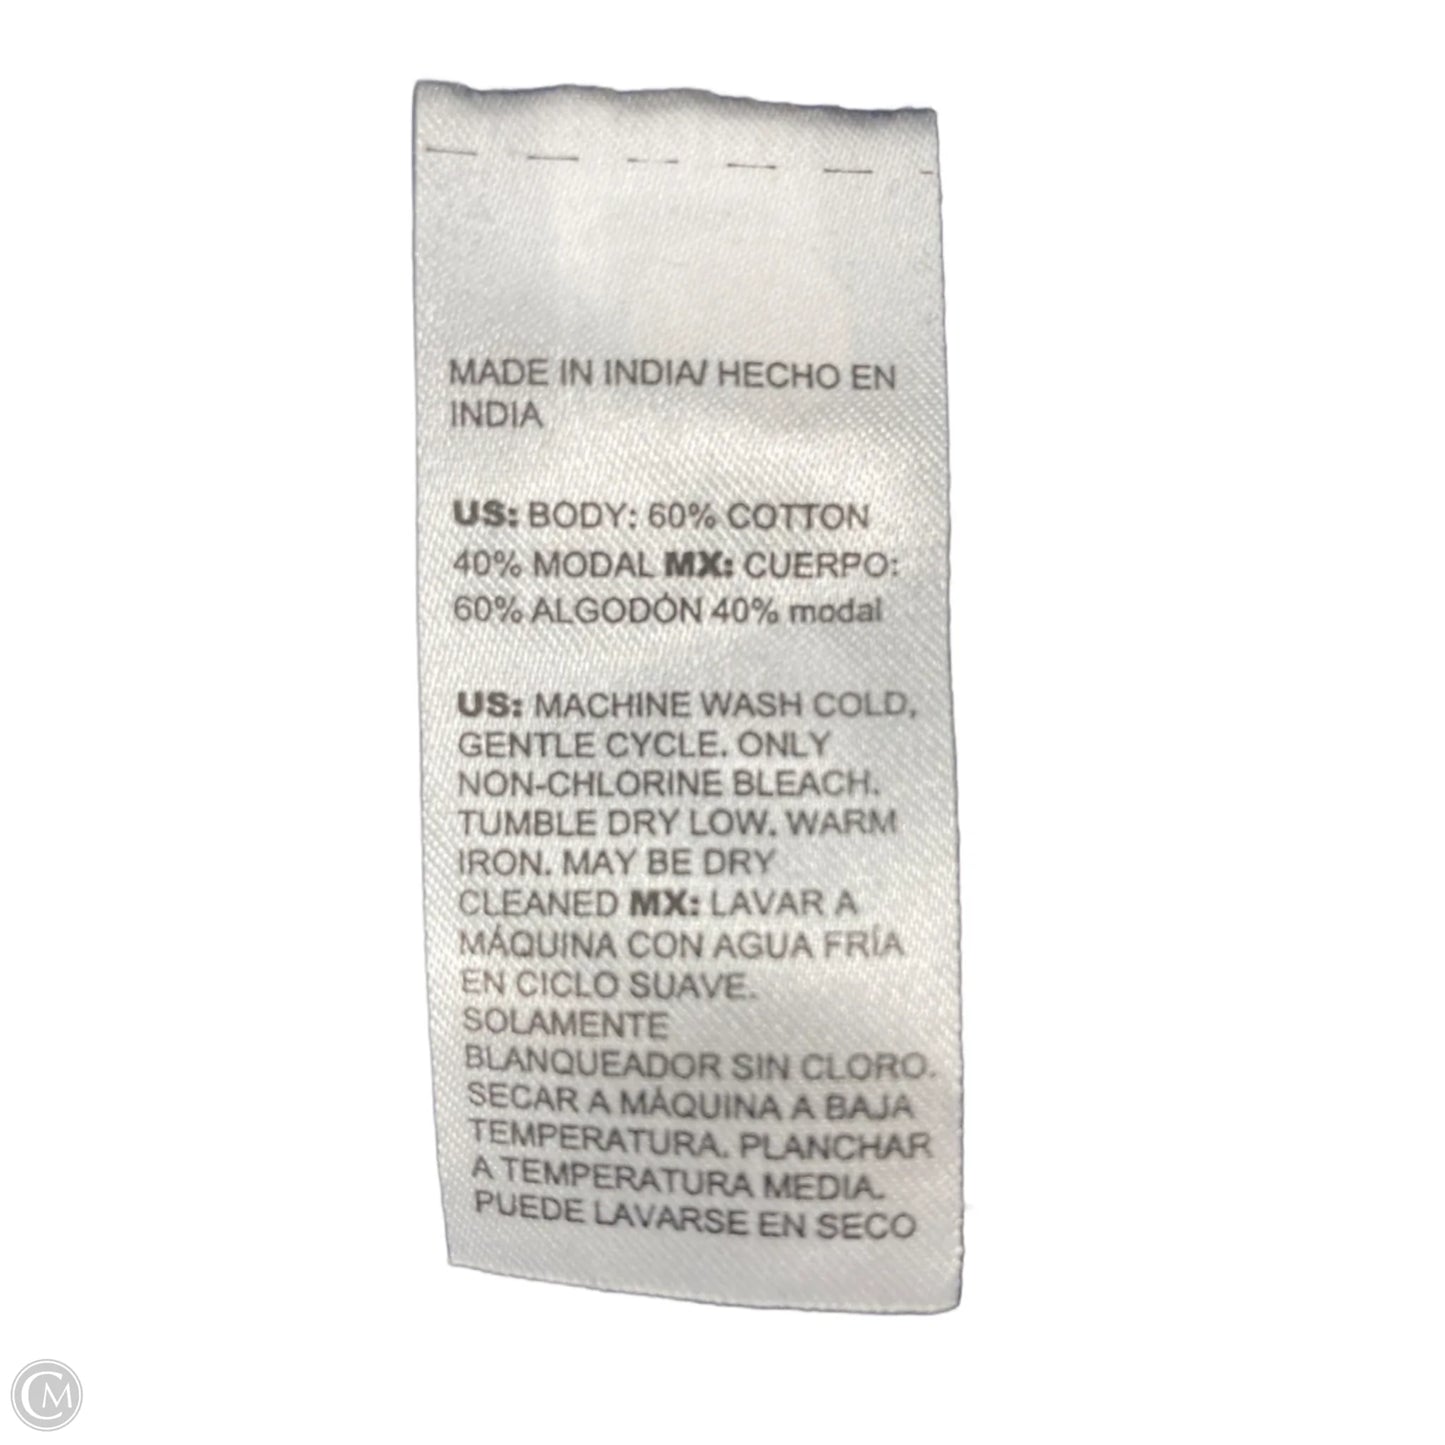 MADE IN INDIA/ HECHO EN
INDIA
US: BODY: 60% COTTON
40% MODAL MX: CUERPO:
60% ALGODÓN 40% modal
US: MACHINE WASH COLD,
GENTLE CYCLE. ONLY
NON-CHLORINE BLEACH.
TUMBLE DRY LOW. WARM
IRON. MAY BE DRY
CLEANED MX: LAVAR A
MÁQUINA CON AGUA FRÍA
EN CICLO SUAVE.
SOLAMENTE
BLANQUEADOR SIN CLORO.
SECAR A MÁQUINA A BAJA
TEMPERATURA. PLANCHAR
A TEMPERATURA MEDIA.
PUEDE LAVARSE EN SECO
CM